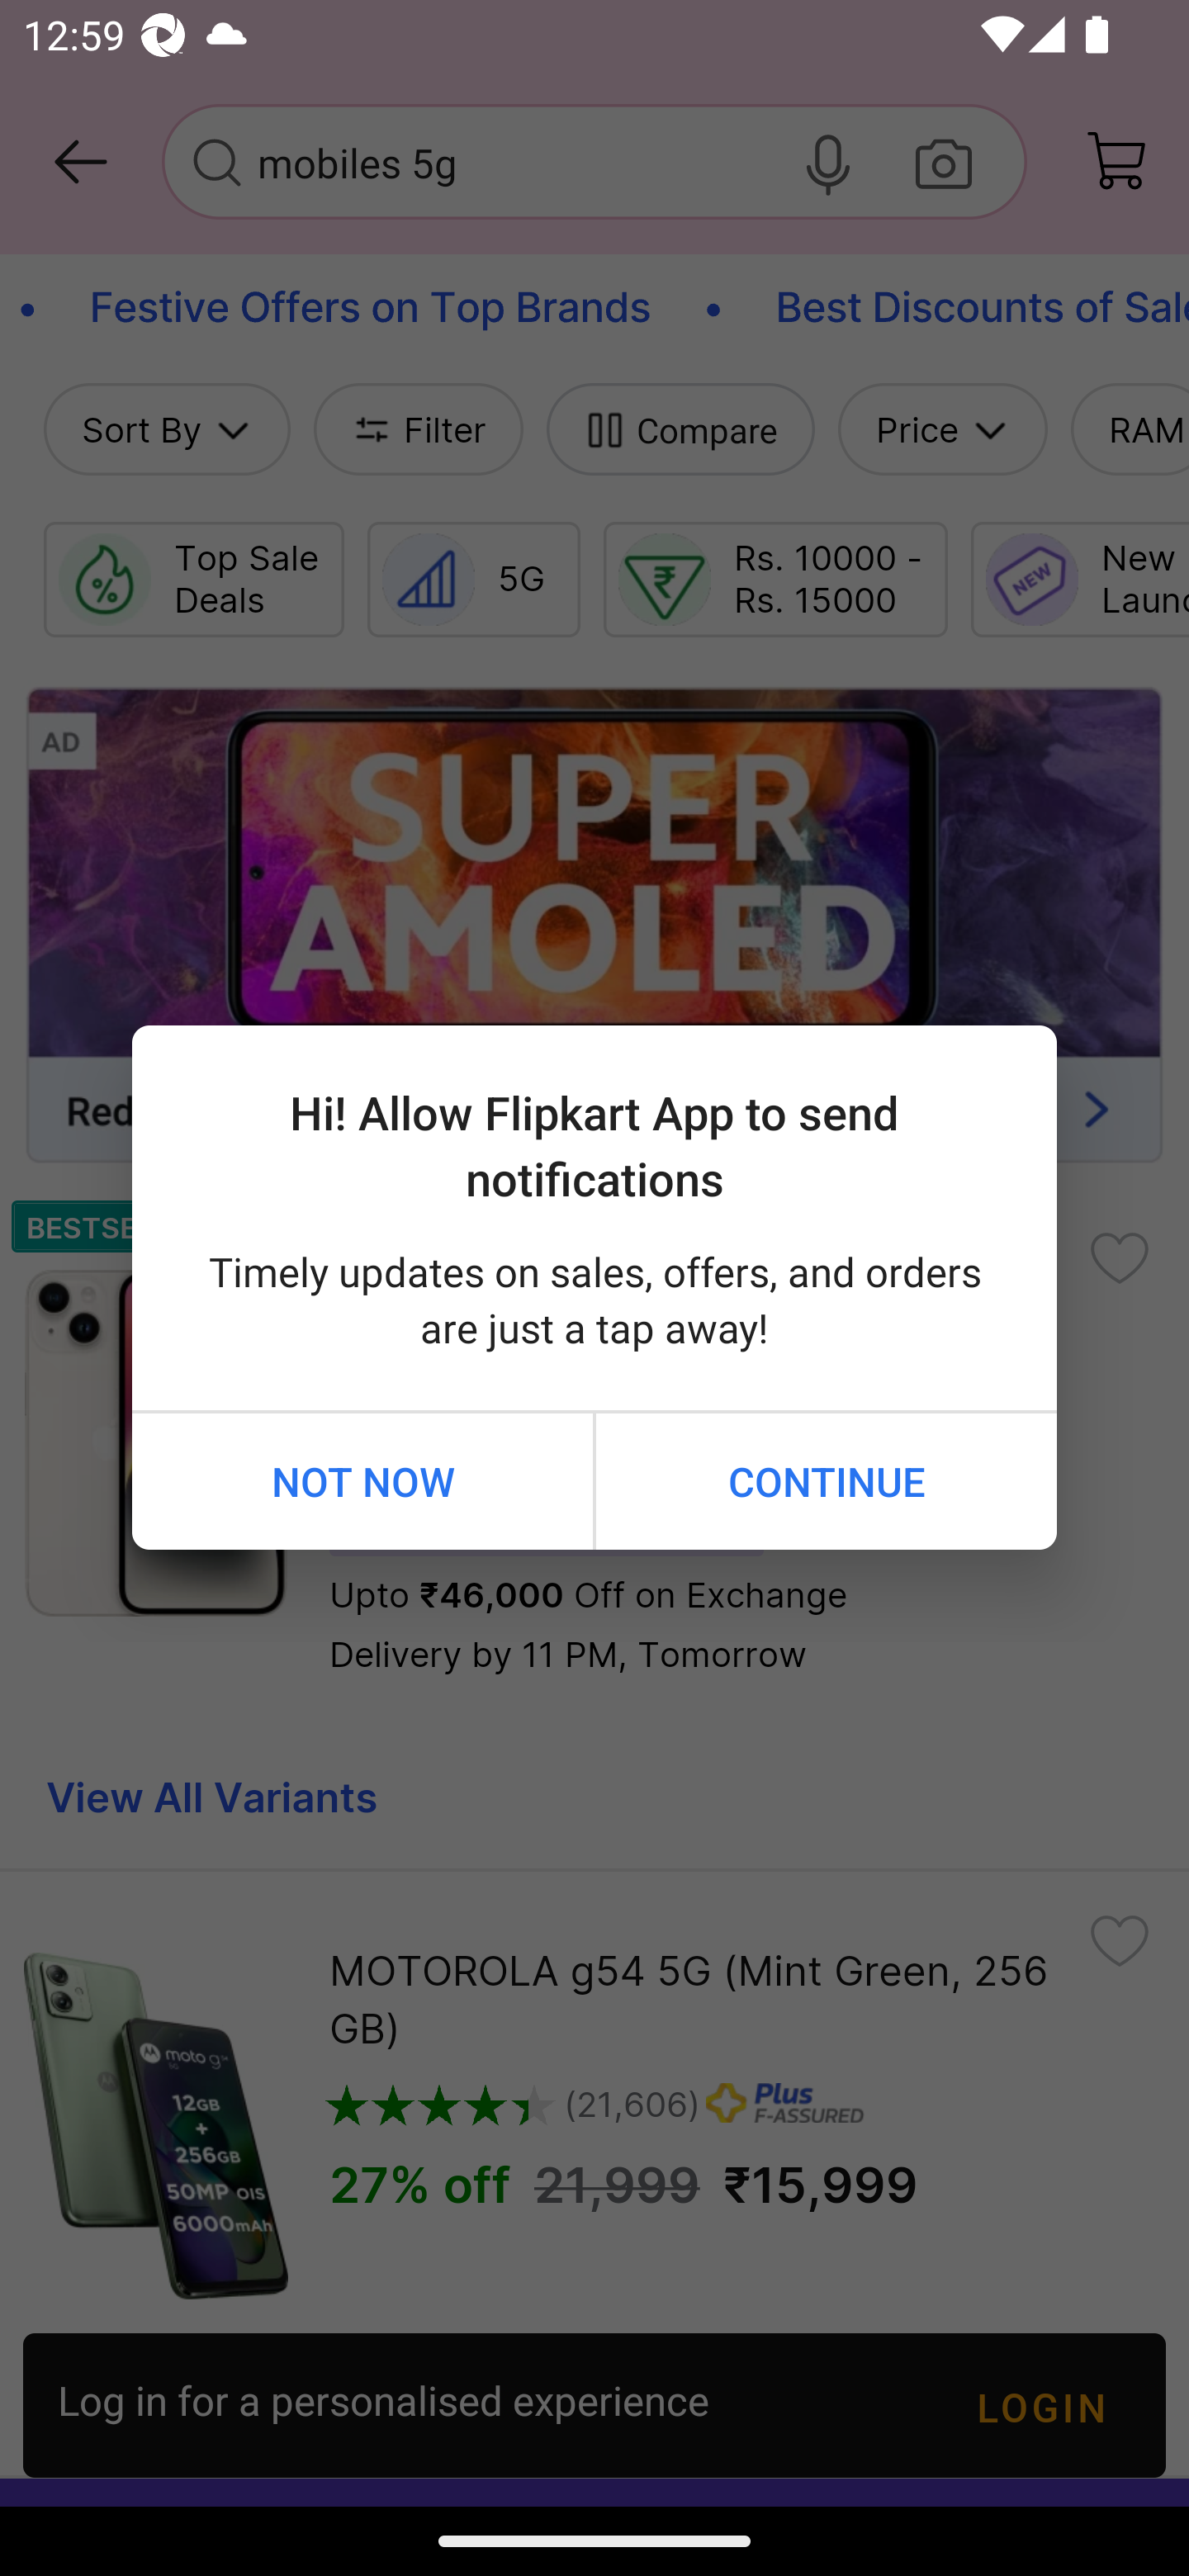 12:59
mobiles 5g
• Festive Offers on Top Brands • Best Discounts of Sale
Sort By
Filter
Compare
Price
RAM
Top Sale
Deals
5G
Rs. 10000 -
Rs. 15000
NEW
New
AD
SUPER
AMOLED
Hi! Allow Flipkart App to send
notifications
Timely updates on sales, offers, and orders
are just a tap away!
NOT NOW
CONTINUE
Upto ₹46,000 Off on Exchange
Delivery by 11 PM, Tomorrow
View All Variants
MOTOROLA g54 5G (Mint Green, 256
GB)
(21,606)
Plus
F-ASSURED
27% off 21,999 ₹15,999
moto g54
5G
12GB
+
256GB
50MP OIS
6000mAh
Log in for a personalised experience
LOGIN